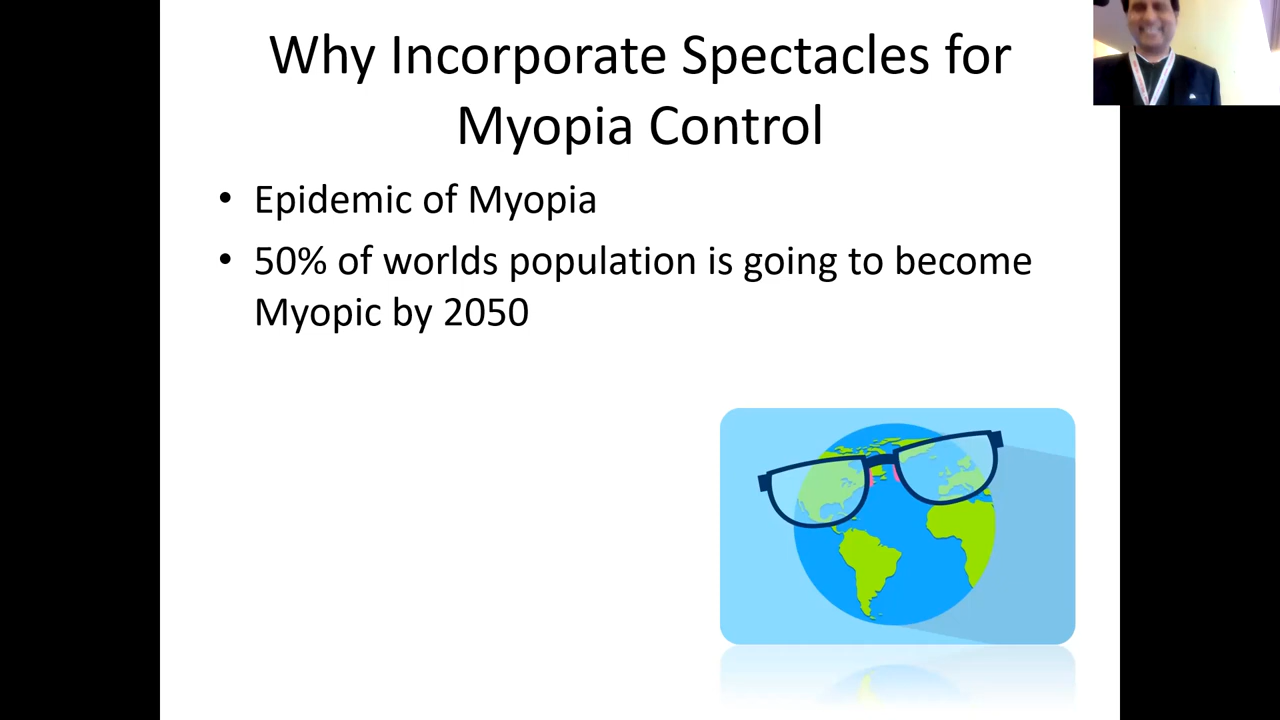 Why Incorporate Spectacles for
Myopia Control
• Epidemic of Myopia
• 50% of worlds population is going to become
Myopic by 2050